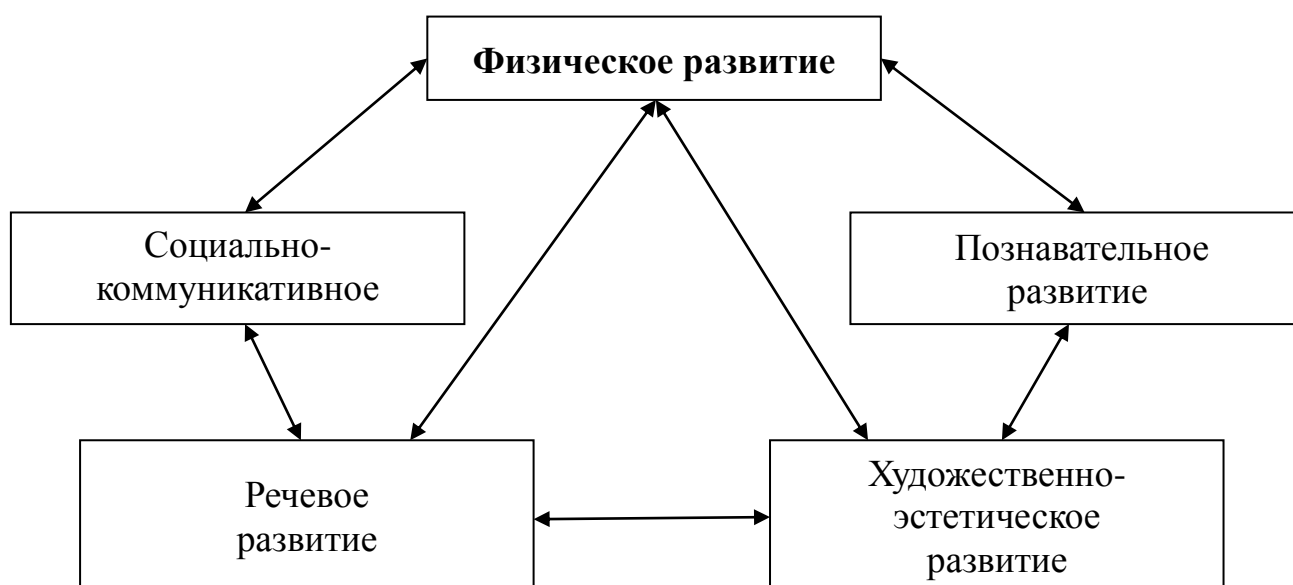 Физическое развитие
Социально-
коммуникативное
Познавательное
развитие
Речевое
развитие
Художественно-
эстетическое
развитие